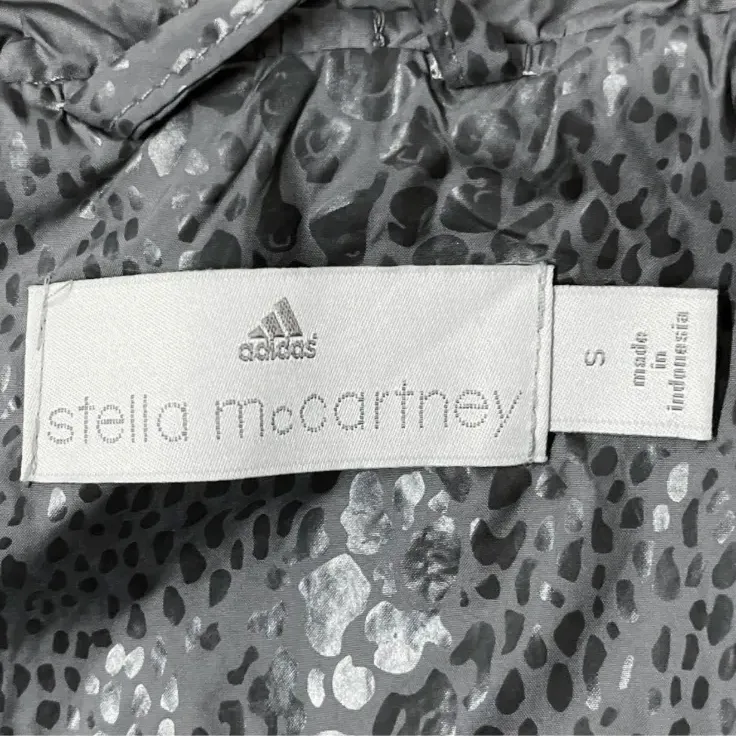 adidas
stella mccartney
S
made
in
indonesia